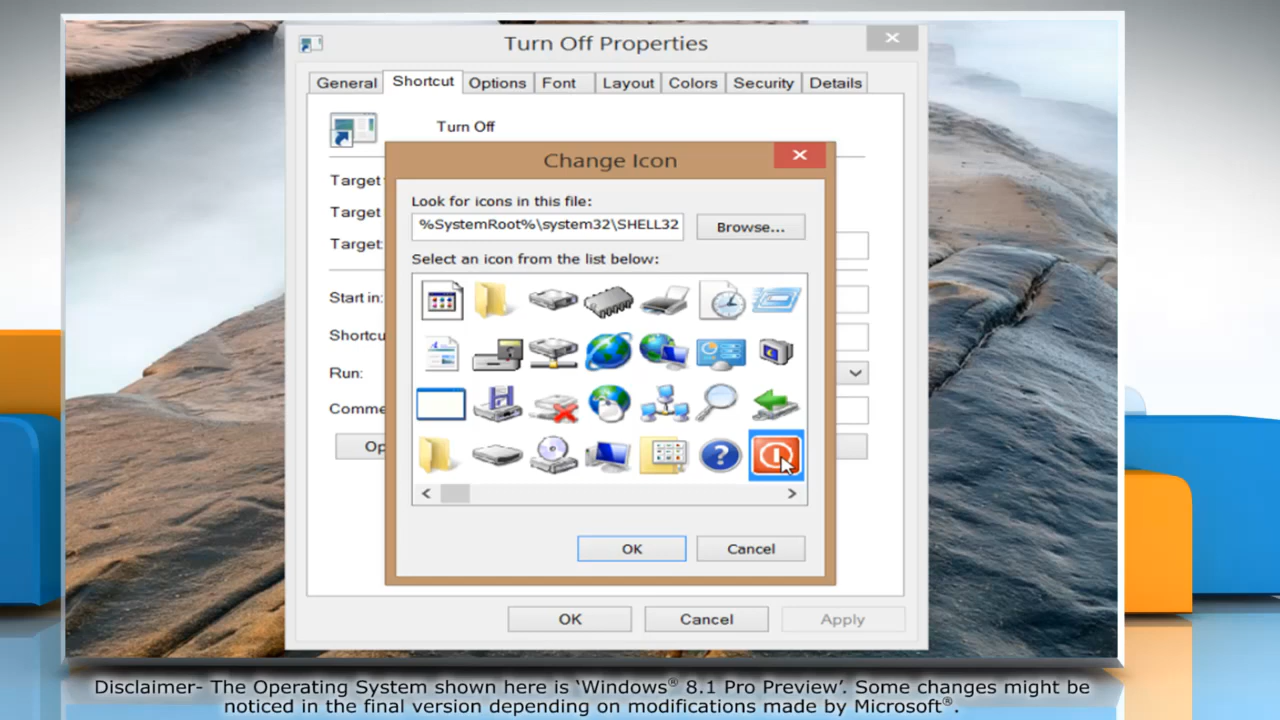 Turn Off Properties
General Shortcut Options Font Layout Colors Security Details
Turn Off
Change Icon
Target
Look for icons in this file:
Target
%SystemRoot%\system32\SHELL32 Browse...
Target:
Select an icon from the list below:
Start in:
Shortcu
Run:
Comme
Op
OK Cancel
OK Cancel Apply
Disclaimer- The Operating System shown here is ‘Windows® 8.1 Pro Preview’. Some changes might be
noticed in the final version depending on modifications made by Microsoft®.